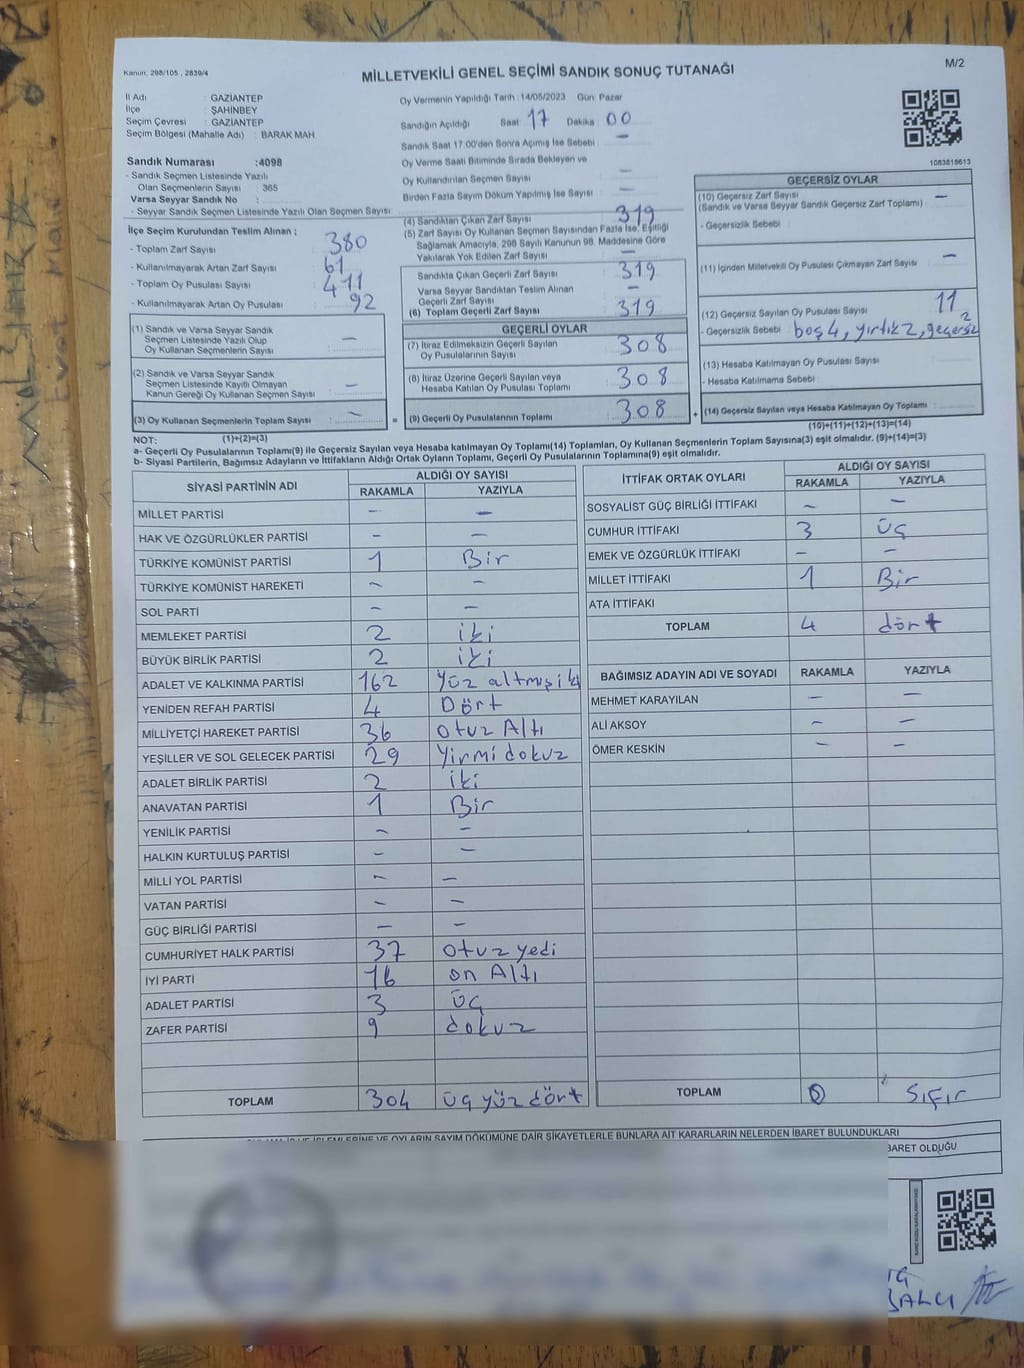 Kanun, 298/105 , 2839/4
MİLLETVEKİLİ GENEL SEÇİMİ SANDIK SONUÇ TUTANAĞI
M/2
İl Adı : GAZİANTEP
İlçe : ŞAHİNBEY
Seçim Çevresi : GAZİANTEP
Seçim Bölgesi (Mahalle Adı) : BARAK MAH.
Sandık Numarası :4098
- Sandık Seçmen Listesinde Yazılı
Olan Seçmenlerin Sayısı : 365
Varsa Seyyar Sandık No :
- Seyyar Sandık Seçmen Listesinde Yazılı Olan Seçmen Sayısı
İlçe Seçim Kurulundan Teslim Alınan ;
- Toplam Zarf Sayısı : 380
- Kullanılmayarak Artan Zarf Sayısı : 61
- Toplam Oy Pusulası Sayısı : 411
- Kullanılmayarak Artan Oy Pusulası : 92
(1) Sandık ve Varsa Seyyar Sandık
Seçmen Listesinde Yazılı Olup
Oy Kullanan Seçmenlerin Sayısı : -
(2) Sandık ve Varsa Seyyar Sandık
Seçmen Listesinde Kayıtlı Olmayan
Kanun Gereği Oy Kullanan Seçmen Sayısı : -
(3) Oy Kullanan Seçmenlerin Toplam Sayısı : -
(1)+(2)=(3)
Oy Vermenin Yapıldığı Tarih : 14/05/2023 Gün: Pazar
Sandığın Açıldığı Saat 17 Dakika 00
Sandık Saat 17:00'den Sonra Açımış İse Sebebi : -
Oy Verme Saati Bitiminde Sırada Bekleyen ve
Oy Kullandırılan Seçmen Sayısı : -
Birden Fazla Sayım Döküm Yapılmış İse Sayısı : -
(4) Sandıktan Çıkan Zarf Sayısı : 319
(5) Zarf Sayısı Oy Kullanan Seçmen Sayısından Fazla İse, Eşitliği
Sağlamak Amacıyla, 298 Sayılı Kanunun 98. Maddesine Göre
Yakılarak Yok Edilen Zarf Sayısı : -
Sandıkta Çıkan Geçerli Zarf Sayısı : 319
Varsa Seyyar Sandıktan Teslim Alınan
Geçerli Zarf Sayısı : -
(6) Toplam Geçerli Zarf Sayısı : 319
GEÇERLİ OYLAR
(7) İtiraz Edilmeksizin Geçerli Sayılan
Oy Pusulalarının Sayısı : 308
(8) İtiraz Üzerine Geçerli Sayılan veya
Hesaba Katılan Oy Pusulası Toplamı : 308
= (9) Geçerli Oy Pusulalarının Toplamı : 308 +
1083818613
GEÇERSİZ OYLAR
(10) Geçersiz Zarf Sayısı : -
(Sandık ve Varsa Seyyar Sandık Geçersiz Zarf Toplamı)
- Geçersizlik Sebebi :
(11) İçinden Milletvekili Oy Pusulası Çıkmayan Zarf Sayısı : -
(12) Geçersiz Sayılan Oy Pusulası Sayısı : 11
- Geçersizlik Sebebi : boş 4, yırtık 2, geçersiz 2
(13) Hesaba Katılmayan Oy Pusulası Sayısı :
- Hesaba Katılmama Sebebi :
(14) Geçersiz Sayılan veya Hesaba Katılmayan Oy Toplamı :
(10)+(11)+(12)+(13)=(14)
NOT:
a- Geçerli Oy Pusulalarının Toplamı(9) ile Geçersiz Sayılan veya Hesaba katılmayan Oy Toplamı(14) Toplamları, Oy Kullanan Seçmenlerin Toplam Sayısına(3) eşit olmalıdır. (9)+(14)=(3)
b- Siyasi Partilerin, Bağımsız Adayların ve İttifakların Aldığı Ortak Oyların Toplamı, Geçerli Oy Pusulalarının Toplamına(9) eşit olmalıdır.
SİYASİ PARTİNİN ADI ALDIĞI OY SAYISI
RAKAMLA YAZIYLA
MİLLET PARTİSİ - -
HAK VE ÖZGÜRLÜKLER PARTİSİ - -
TÜRKİYE KOMÜNİST PARTİSİ 1 Bir
TÜRKİYE KOMÜNİST HAREKETİ - -
SOL PARTİ - -
MEMLEKET PARTİSİ 2 iki
BÜYÜK BİRLİK PARTİSİ 2 iki
ADALET VE KALKINMA PARTİSİ 162 Yüz altmış iki
YENİDEN REFAH PARTİSİ 4 Dört
MİLLİYETÇİ HAREKET PARTİSİ 36 otuz Altı
YEŞİLLER VE SOL GELECEK PARTİSİ 29 Yirmi dokuz
ADALET BİRLİK PARTİSİ 2 iki
ANAVATAN PARTİSİ 1 Bir
YENİLİK PARTİSİ - -
HALKIN KURTULUŞ PARTİSİ - -
MİLLİ YOL PARTİSİ - -
VATAN PARTİSİ - -
GÜÇ BİRLİĞİ PARTİSİ - -
CUMHURİYET HALK PARTİSİ 37 otuz yedi
İYİ PARTİ 16 on Altı
ADALET PARTİSİ 3 üç
ZAFER PARTİSİ 9 dokuz
TOPLAM 304 üç yüz dört
İTTİFAK ORTAK OYLARI ALDIĞI OY SAYISI
RAKAMLA YAZIYLA
SOSYALİST GÜÇ BİRLİĞİ İTTİFAKI - -
CUMHUR İTTİFAKI 3 üç
EMEK VE ÖZGÜRLÜK İTTİFAKI - -
MİLLET İTTİFAKI 1 Bir
ATA İTTİFAKI
TOPLAM 4 dört
BAĞIMSIZ ADAYIN ADI VE SOYADI RAKAMLA YAZIYLA
MEHMET KARAYILAN - -
ALİ AKSOY - -
ÖMER KESKİN - -
TOPLAM 0 Sıfır
İŞLEMLERİNE VE OYLARIN SAYIM DÖKÜMÜNE DAİR ŞİKAYETLERLE BUNLARA AİT KARARLARIN NELERDEN İBARET BULUNDUKLARI
BARET OLDUĞU